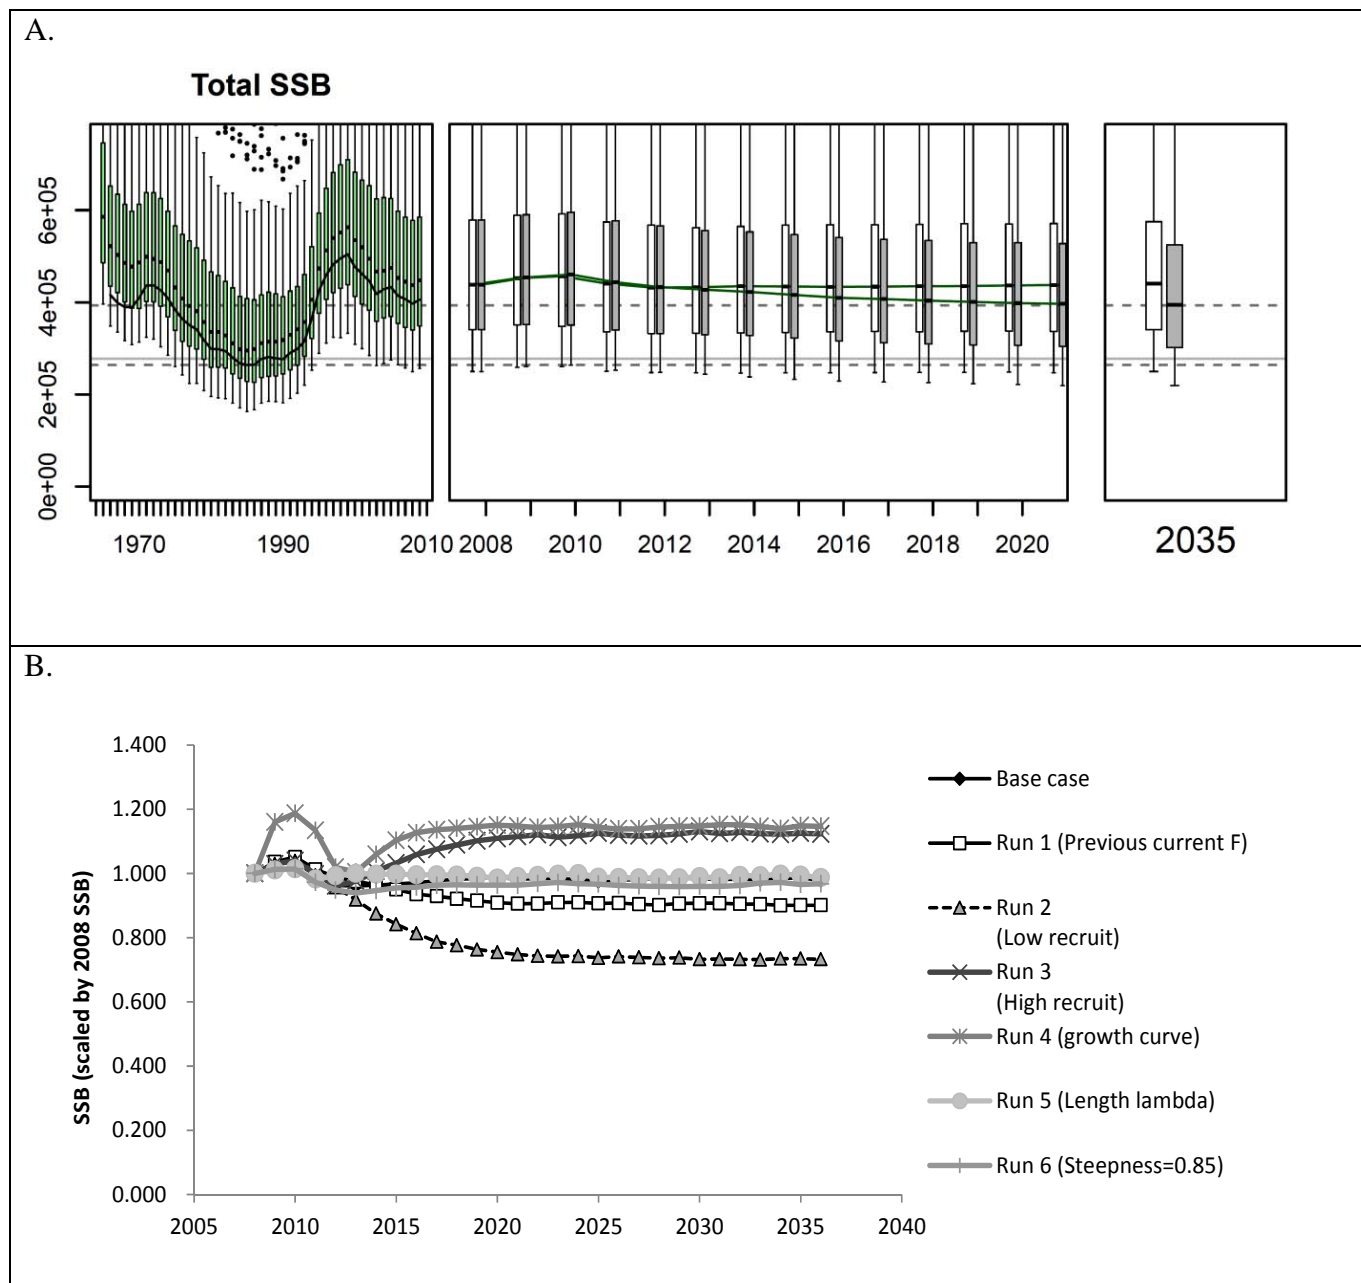 A.
Total SSB
6e+05
4e+05
2e+05
0e+00
1970 1990 2010 2008 2010 2012 2014 2016 2018 2020 2035
B.
1.400
1.200
1.000
0.800
0.600
0.400
0.200
0.000
SSB (scaled by 2008 SSB)
2005 2010 2015 2020 2025 2030 2035 2040
Base case
Run 1 (Previous current F)
Run 2
(Low recruit)
Run 3
(High recruit)
Run 4 (growth curve)
Run 5 (Length lambda)
Run 6 (Steepness=0.85)